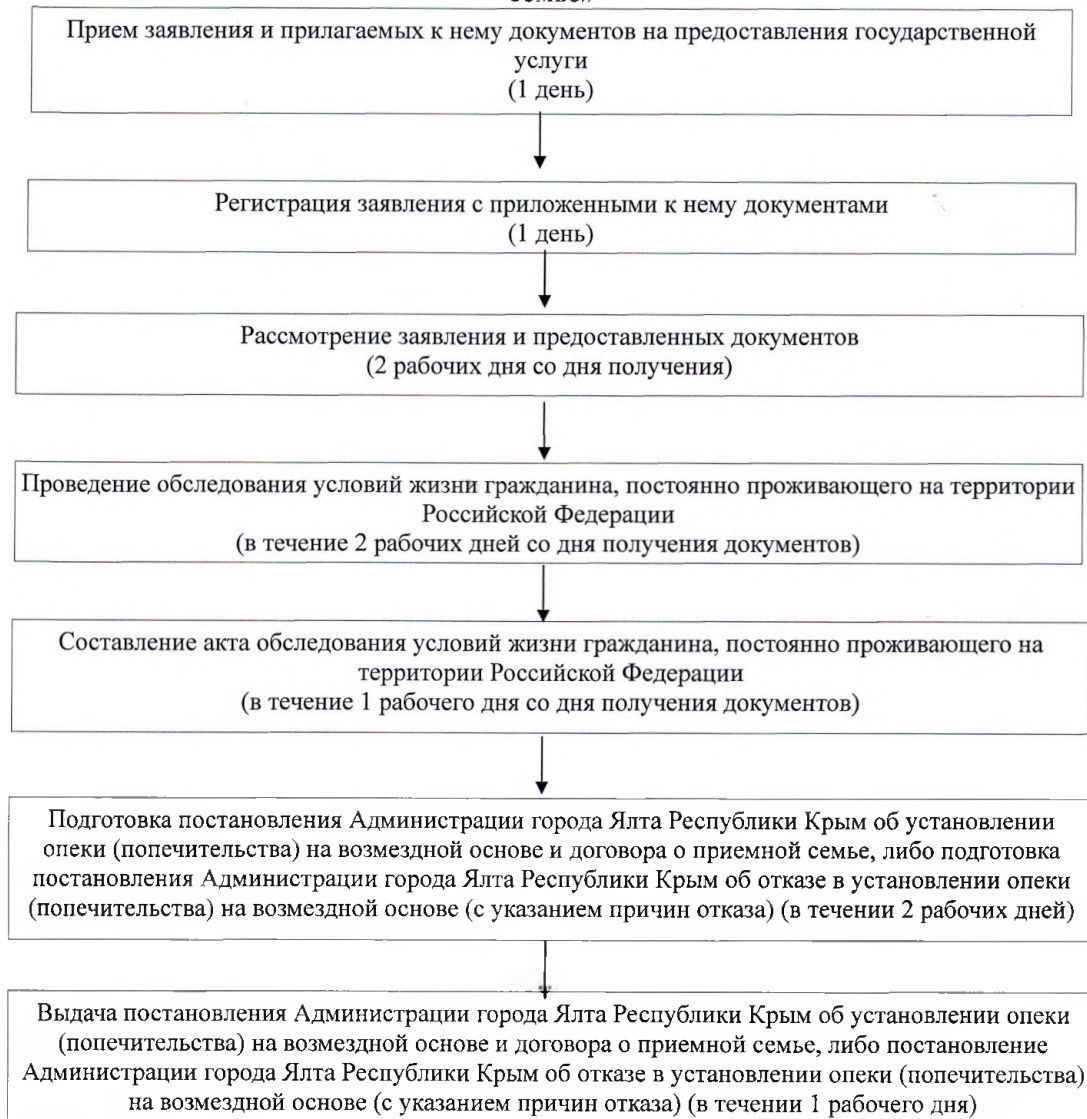 Прием заявления и прилагаемых к нему документов на предоставления государственной
услуги
(1 день)
Регистрация заявления с приложенными к нему документами
(1 день)
Рассмотрение заявления и предоставленных документов
(2 рабочих дня со дня получения)
Проведение обследования условий жизни гражданина, постоянно проживающего на территории
Российской Федерации
(в течение 2 рабочих дней со дня получения документов)
Составление акта обследования условий жизни гражданина, постоянно проживающего на
территории Российской Федерации
(в течение 1 рабочего дня со дня получения документов)
Подготовка постановления Администрации города Ялта Республики Крым об установлении
опеки (попечительства) на возмездной основе и договора о приемной семье, либо подготовка
постановления Администрации города Ялта Республики Крым об отказе в установлении опеки
(попечительства) на возмездной основе (с указанием причин отказа) (в течении 2 рабочих дней)
Выдача постановления Администрации города Ялта Республики Крым об установлении опеки
(попечительства) на возмездной основе и договора о приемной семье, либо постановление
Администрации города Ялта Республики Крым об отказе в установлении опеки (попечительства)
на возмездной основе (с указанием причин отказа) (в течении 1 рабочего дня)